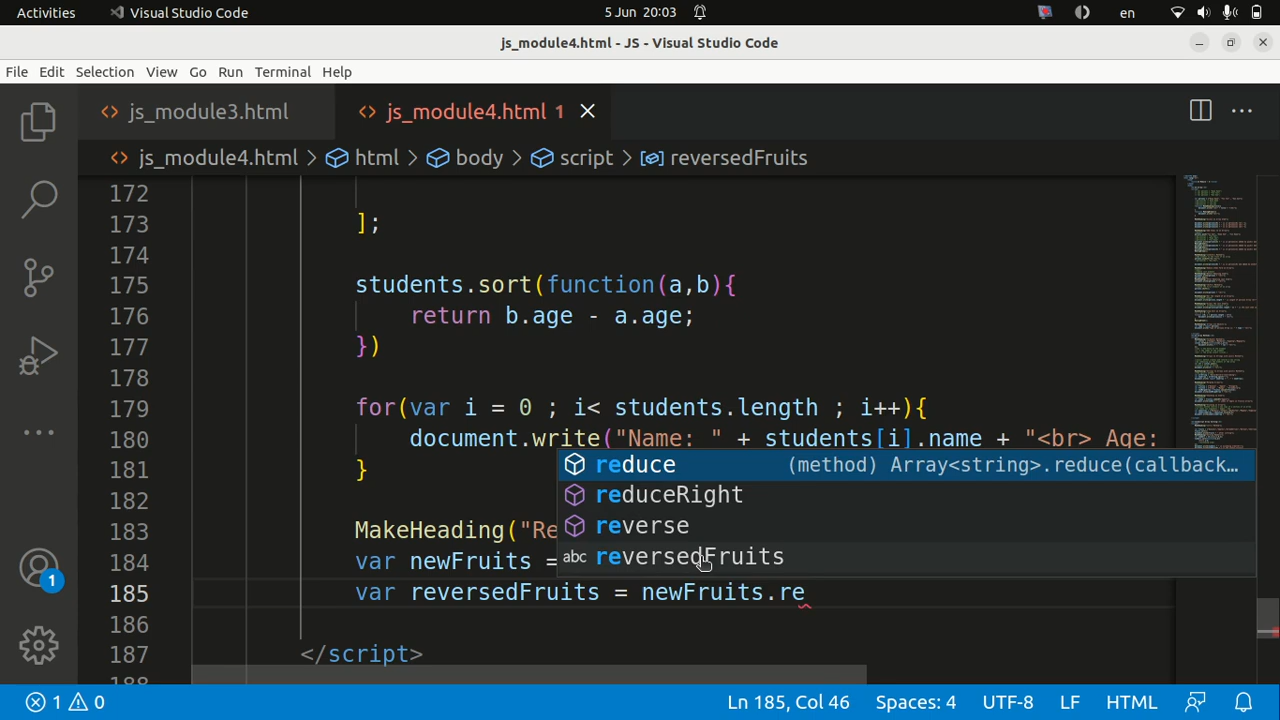 Activities Visual Studio Code 5 Jun 20:03 en
js_module4.html - JS - Visual Studio Code
File Edit Selection View Go Run Terminal Help
js_module3.html js_module4.html 1
js_module4.html > html > body > script > reversedFruits
172
173 ];
174
175 students.sort(function(a,b){
176 return b.age - a.age;
177 })
178
179 for(var i = 0 ; i< students.length ; i++){
180 document.write("Name: " + students[i].name + "<br> Age:
181 }
182
183 MakeHeading("Re
184 var newFruits =
185 var reversedFruits = newFruits.re
186
187 </script>
188
reduce (method) Array<string>.reduce(callback…
reduceRight
reverse
abc reversedFruits
1
1 0 Ln 185, Col 46 Spaces: 4 UTF-8 LF HTML